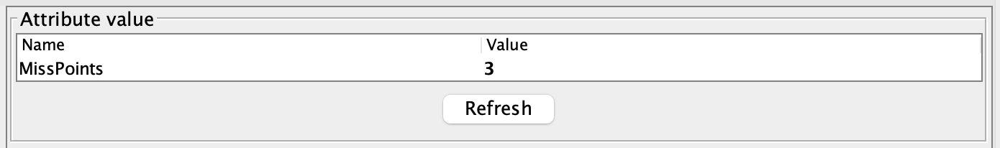 Attribute value
Name Value
MissPoints 3
Refresh